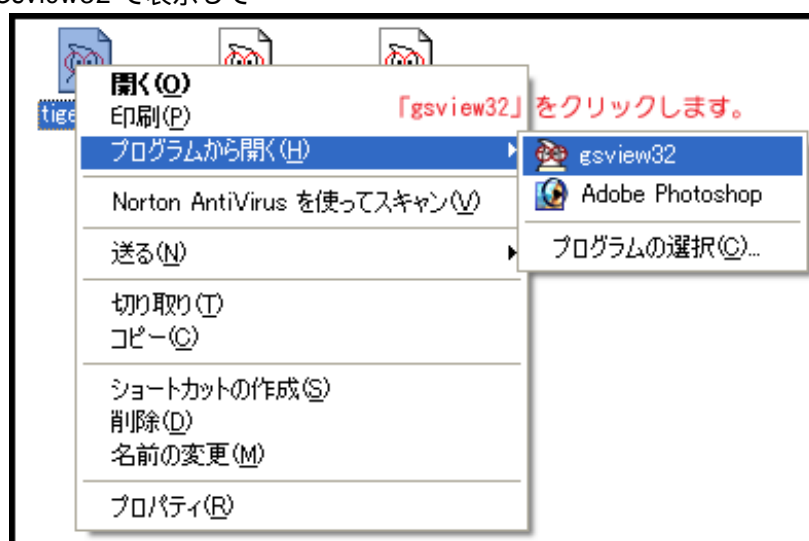 gsview32 で表示して
tige
開く(O)
印刷(P)
「gsview32」をクリックします。
プログラムから開く(H)
gsview32
Adobe Photoshop
プログラムの選択(C)...
Norton AntiVirus を使ってスキャン(V)
送る(N)
切り取り(T)
コピー(C)
ショートカットの作成(S)
削除(D)
名前の変更(M)
プロパティ(R)